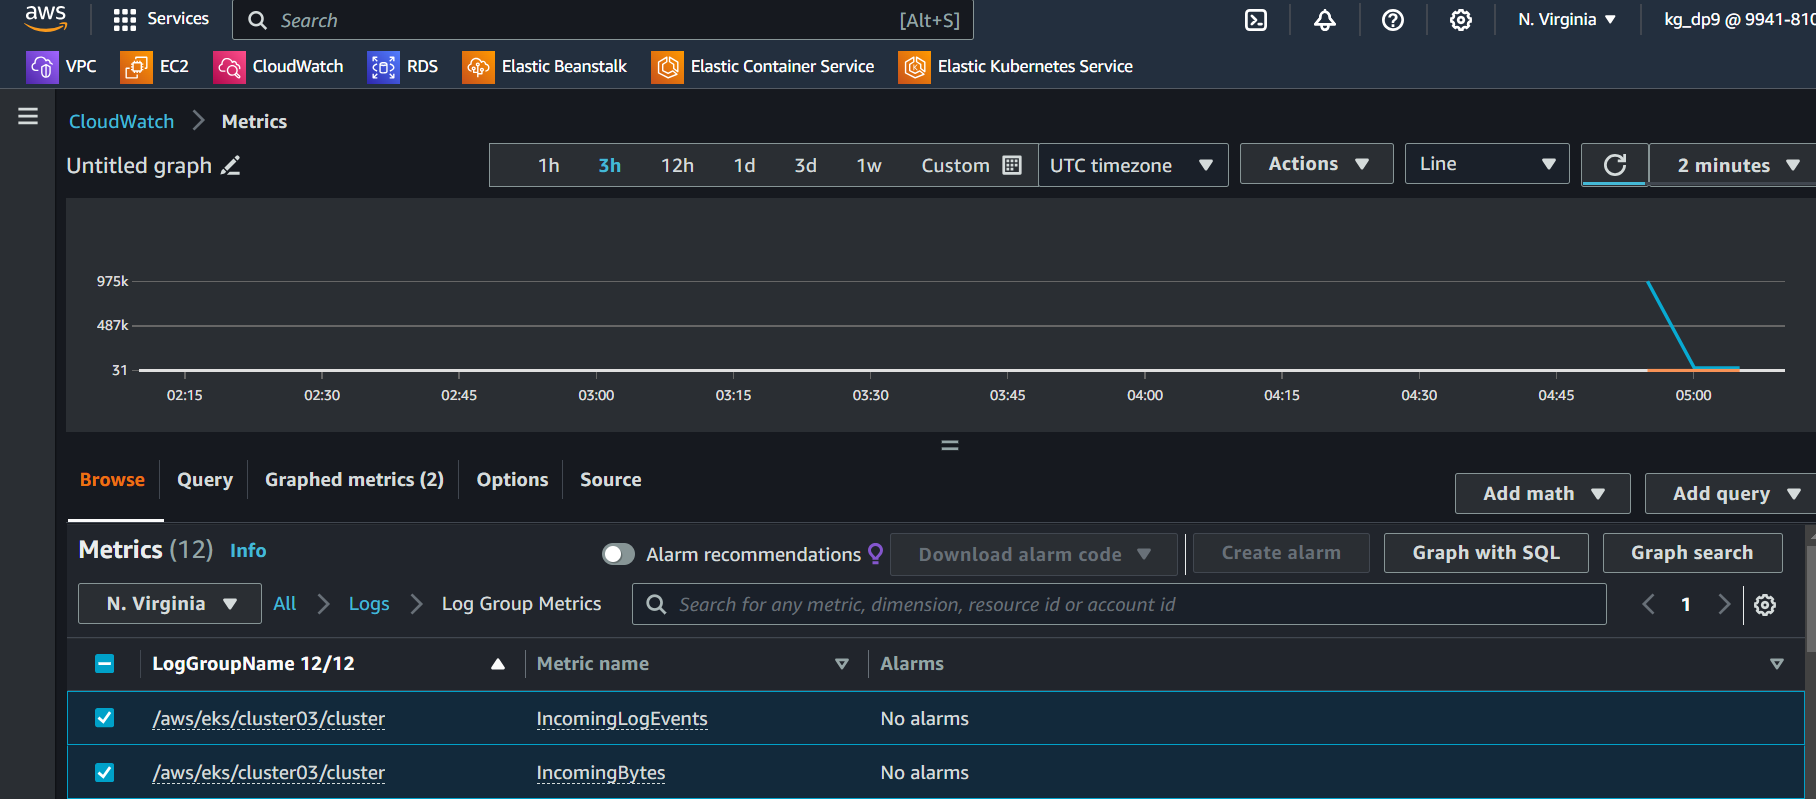 aws Services Search [Alt+S] N. Virginia kg_dp9 @ 9941-810
VPC EC2 CloudWatch RDS Elastic Beanstalk Elastic Container Service Elastic Kubernetes Service
CloudWatch Metrics
Untitled graph 1h 3h 12h 1d 3d 1w Custom UTC timezone Actions Line 2 minutes
975k
487k
31
02:15 02:30 02:45 03:00 03:15 03:30 03:45 04:00 04:15 04:30 04:45 05:00
Browse Query Graphed metrics (2) Options Source Add math Add query
Metrics (12) Info Alarm recommendations Download alarm code Create alarm Graph with SQL Graph search
N. Virginia All Logs Log Group Metrics Search for any metric, dimension, resource id or account id 1
LogGroupName 12/12 Metric name Alarms
/aws/eks/cluster03/cluster IncomingLogEvents No alarms
/aws/eks/cluster03/cluster IncomingBytes No alarms